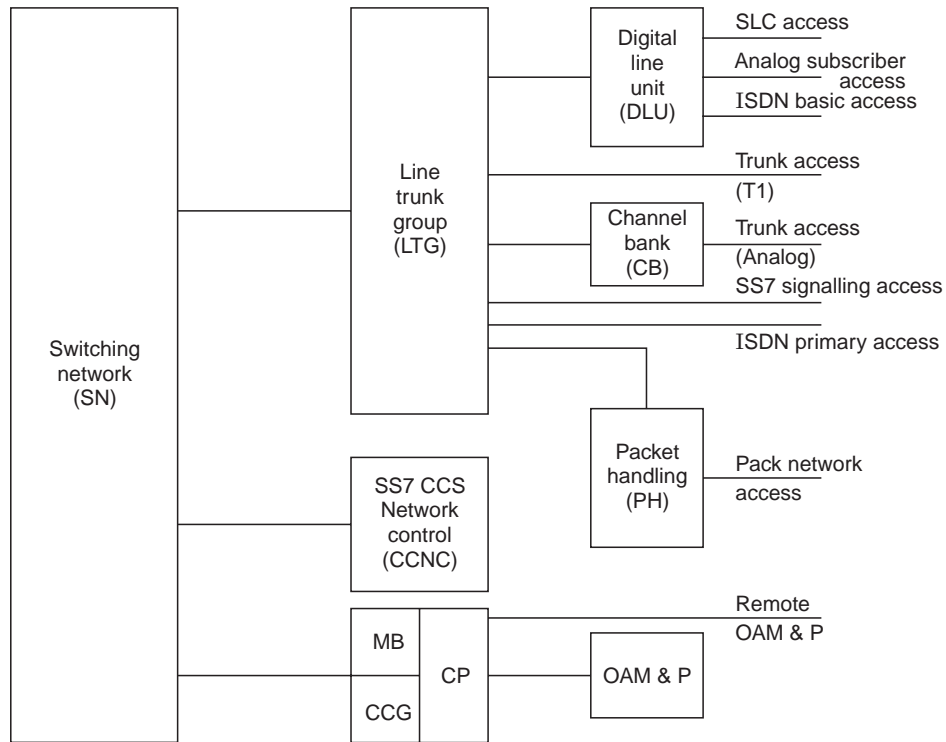 Switching
network
(SN)
Line
trunk
group
(LTG)
Digital
line
unit
(DLU)
SLC access
Analog subscriber
access
ISDN basic access
Trunk access
(T1)
Channel
bank
(CB)
Trunk access
(Analog)
SS7 signalling access
ISDN primary access
Packet
handling
(PH)
Pack network
access
SS7 CCS
Network
control
(CCNC)
MB
CCG
CP
Remote
OAM & P
OAM & P